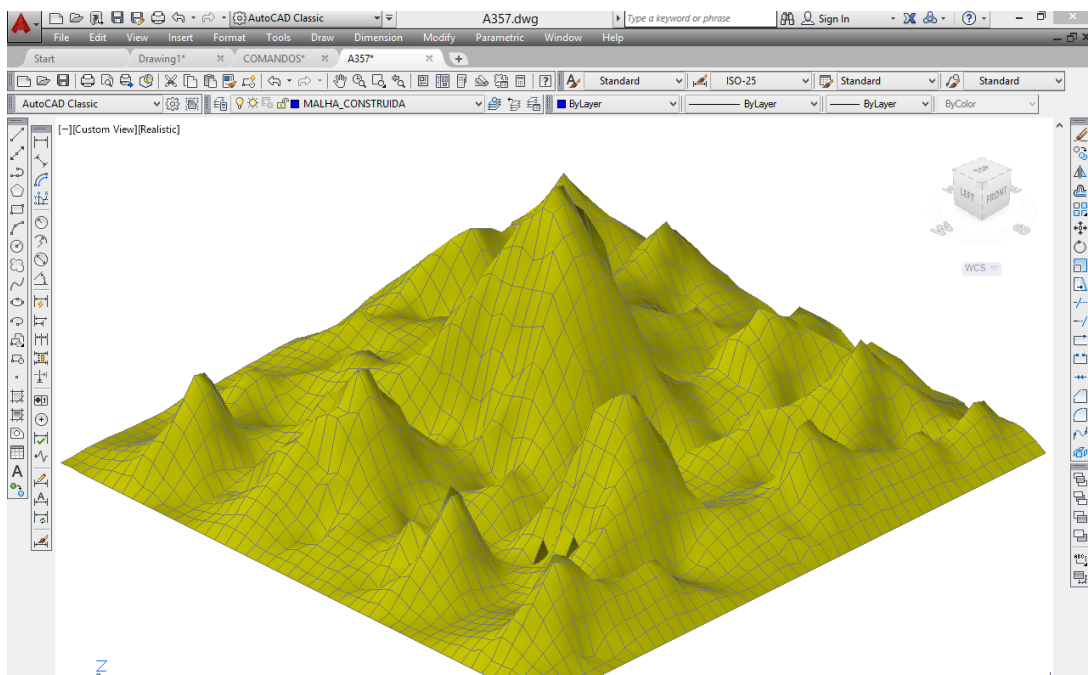 AutoCAD Classic A357.dwg Type a keyword or phrase Sign In
File Edit View Insert Format Tools Draw Dimension Modify Parametric Window Help
Start Drawing1* COMANDOS* A357*
Standard ISO-25 Standard Standard
AutoCAD Classic MALHA_CONSTRUIDA ByLayer ByLayer ByLayer ByColor
[−][Custom View][Realistic]
TOP
LEFT FRONT
W S
WCS
A
A
ABC
Z